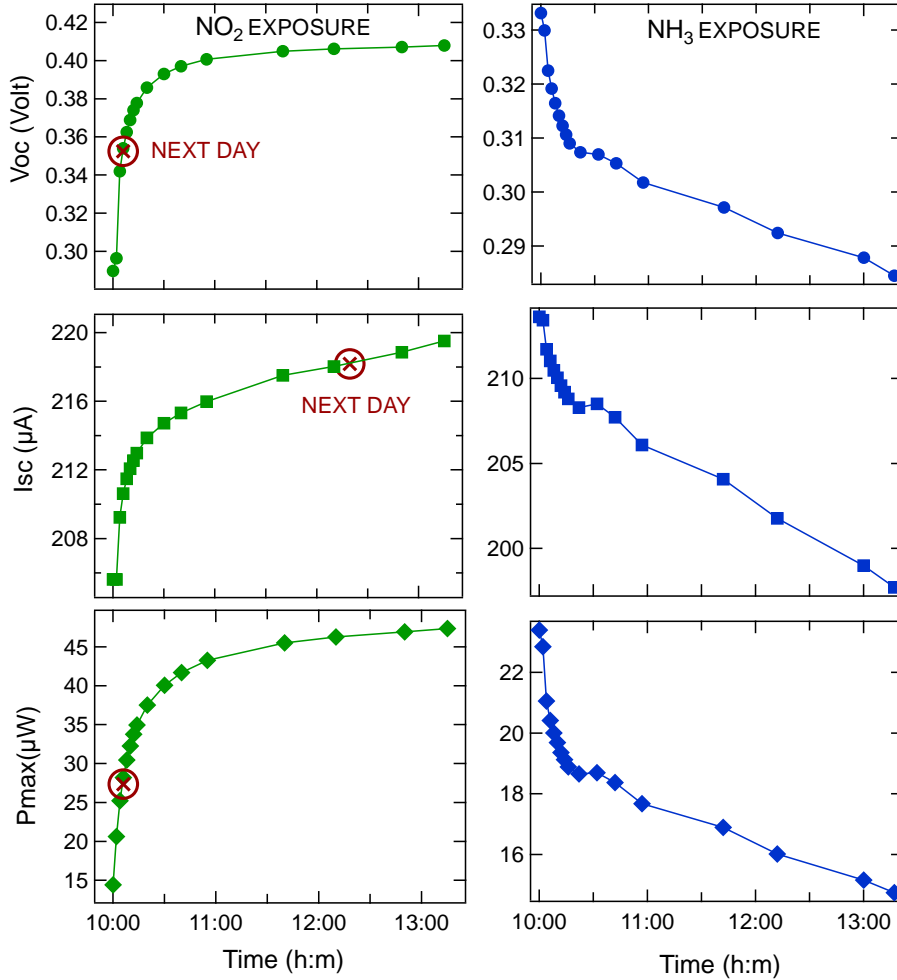 NO₂ EXPOSURE
0.42
0.40
0.38
0.36
0.34
0.32
0.30
Voc (Volt)
NEXT DAY
NH₃ EXPOSURE
0.33
0.32
0.31
0.30
0.29
220
216
212
208
Isc (µA)
NEXT DAY
210
205
200
45
40
35
30
25
20
15
Pmax(µW)
10:00 11:00 12:00 13:00
Time (h:m)
22
20
18
16
10:00 11:00 12:00 13:00
Time (h:m)